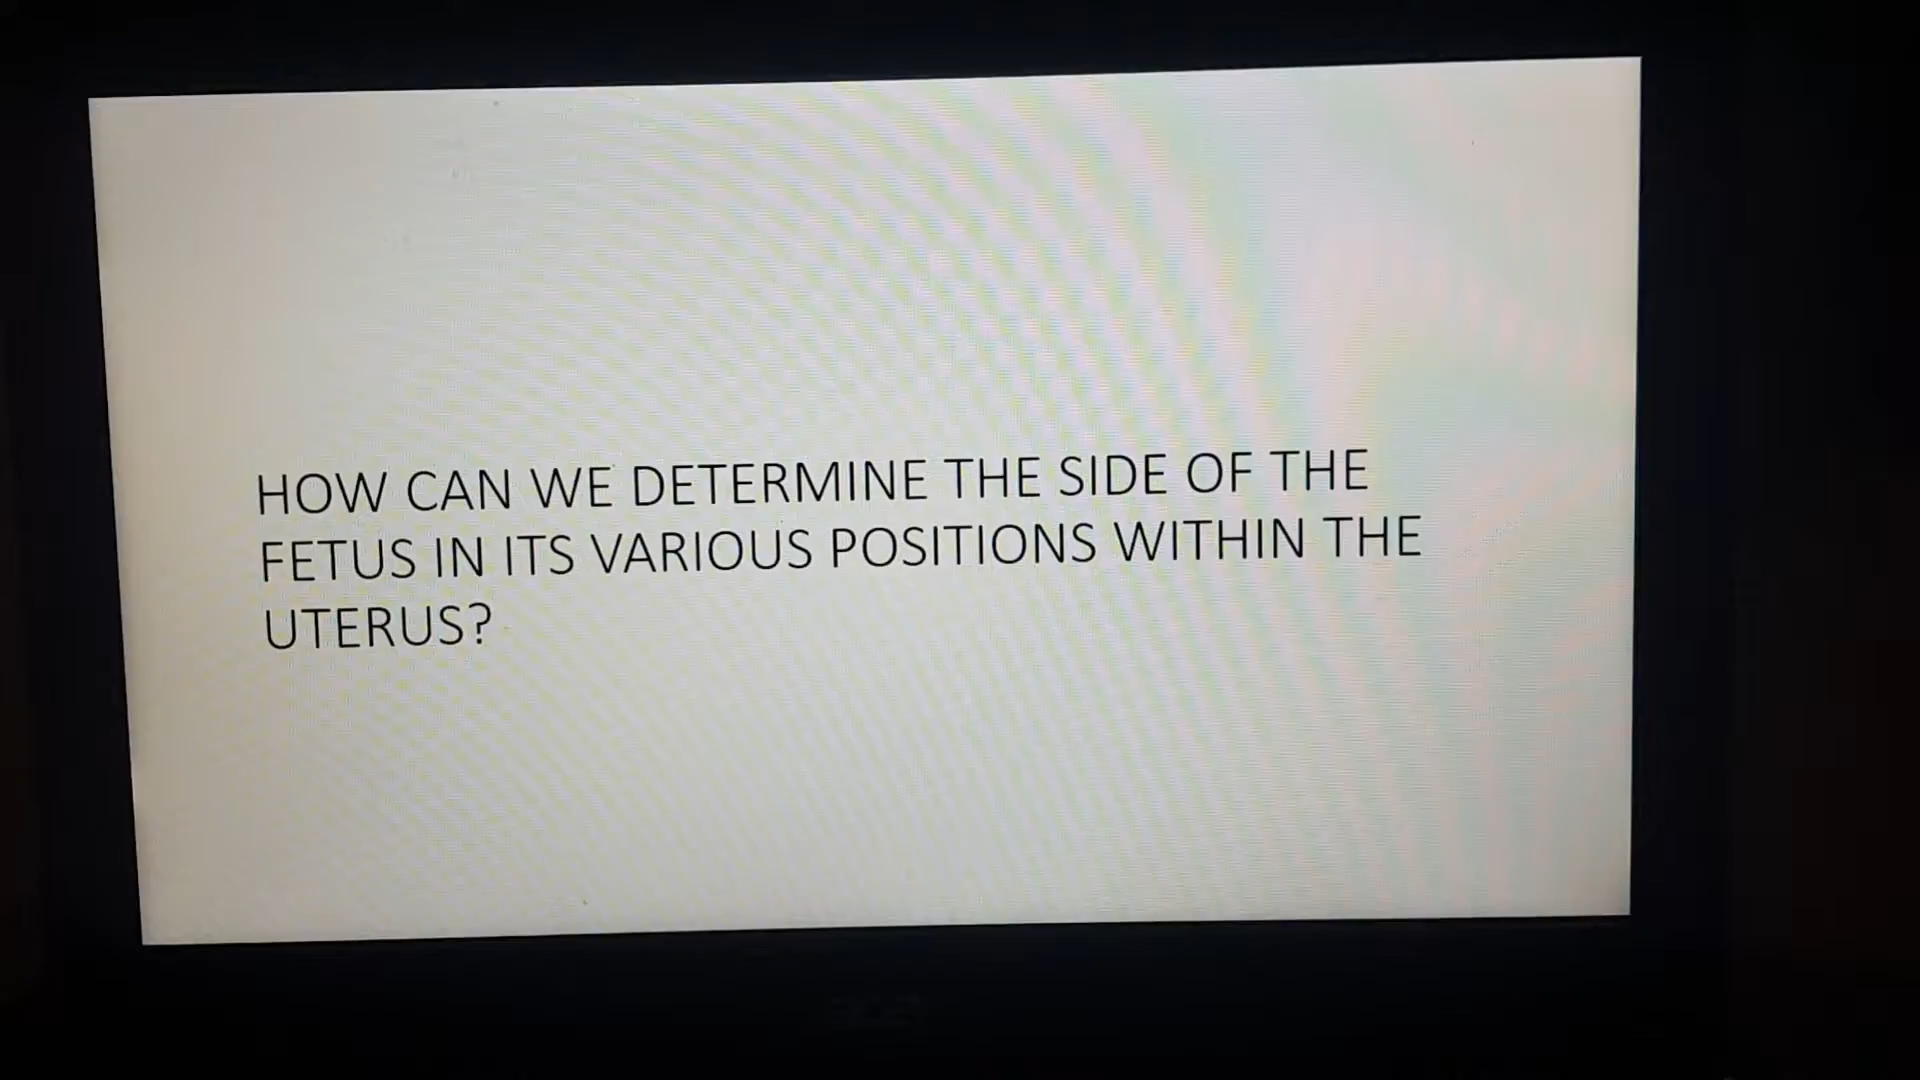 HOW CAN WE DETERMINE THE SIDE OF THE
FETUS IN ITS VARIOUS POSITIONS WITHIN THE
UTERUS?